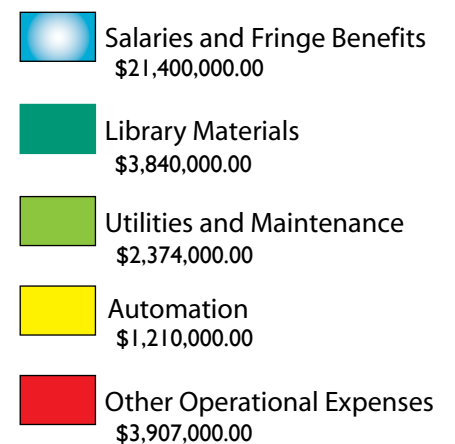 Salaries and Fringe Benefits
$21,400,000.00
Library Materials
$3,840,000.00
Utilities and Maintenance
$2,374,000.00
Automation
$1,210,000.00
Other Operational Expenses
$3,907,000.00